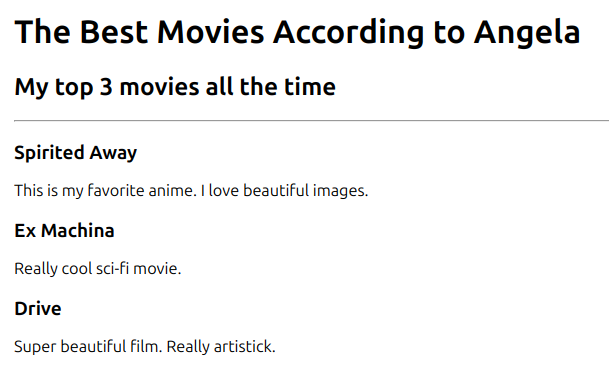 The Best Movies According to Angela
My top 3 movies all the time
Spirited Away
This is my favorite anime. I love beautiful images.
Ex Machina
Really cool sci-fi movie.
Drive
Super beautiful film. Really artistick.